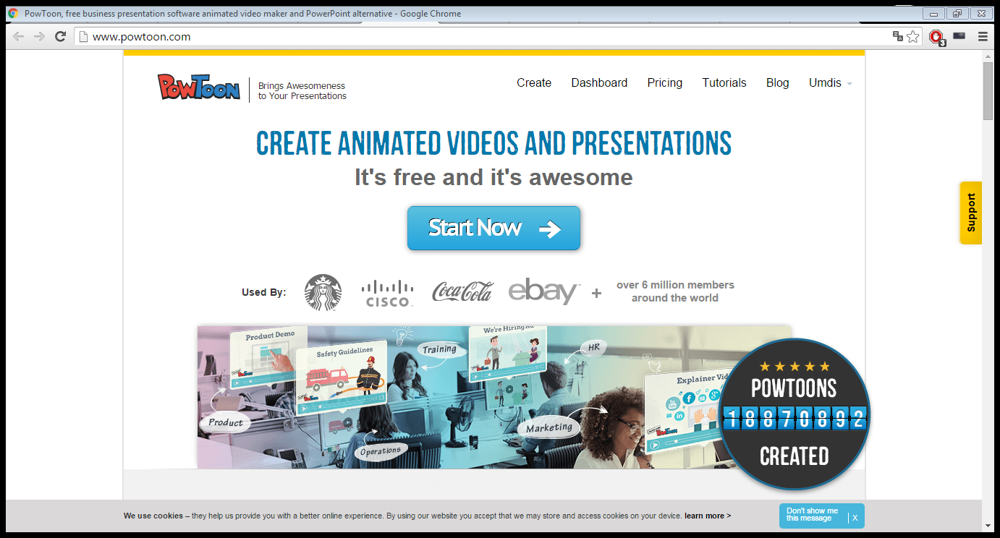 PowToon, free business presentation software animated video maker and PowerPoint alternative - Google Chrome
www.powtoon.com
3
POWTOON
Brings Awesomeness
to Your Presentations
Create Dashboard Pricing Tutorials Blog Umdis
CREATE ANIMATED VIDEOS AND PRESENTATIONS
It's free and it's awesome
Start Now
Support
Used By:
CISCO
Coca-Cola
ebay
+
over 6 million members
around the world
Product Demo
Safety Guidelines
Training
We're Hiring
HR
Explainer
Product
Operations
Marketing
POWTOONS
18870892
CREATED
We use cookies – they help us provide you with a better online experience. By using our website you accept that we may store and access cookies on your device. learn more >
Don't show me
this message X